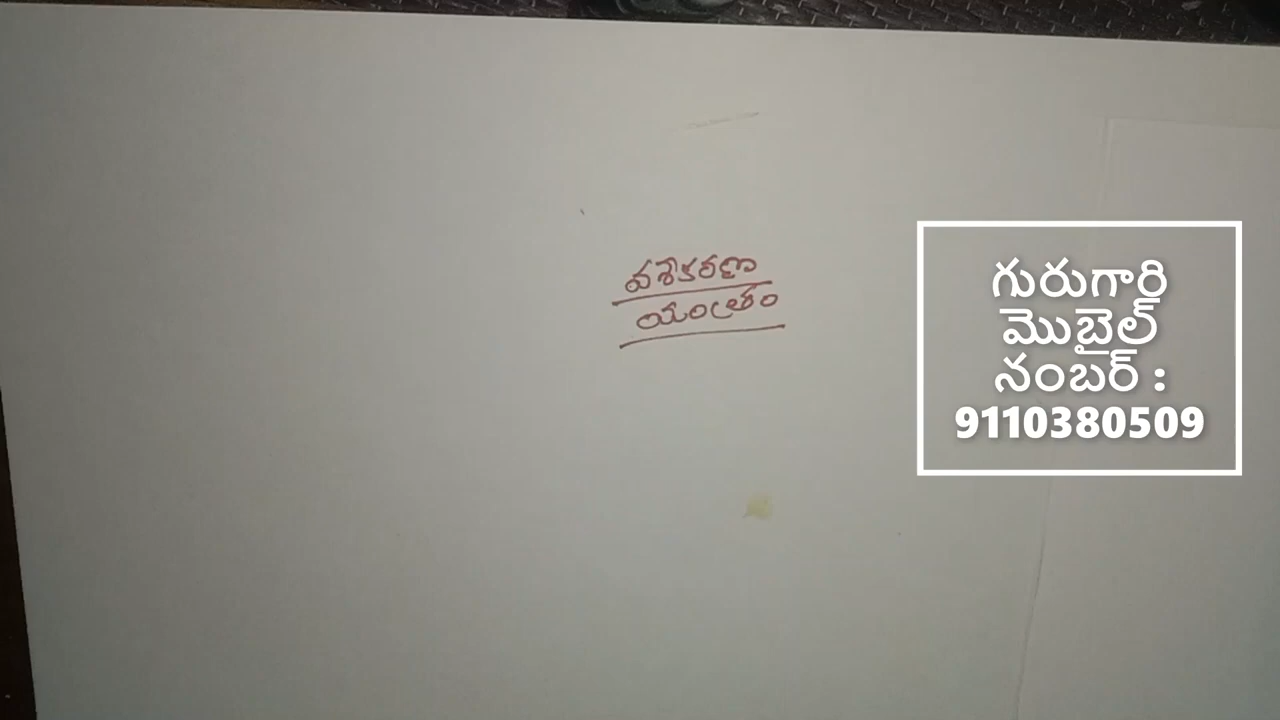 వశీకరణ
యంత్రం
గురుగారి
మొబైల్
నంబర్ :
9110380509